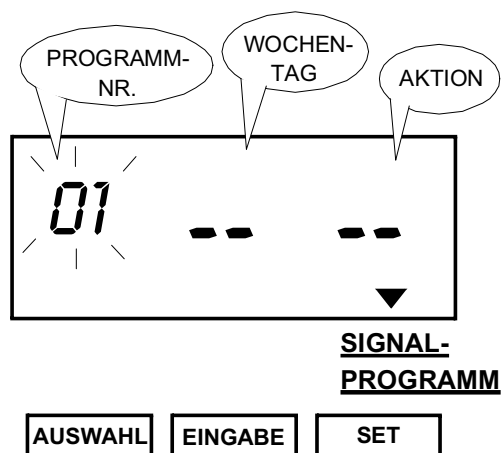 PROGRAMM-
NR.
WOCHEN-
TAG
AKTION
01 -- --
SIGNAL-
PROGRAMM
AUSWAHL EINGABE SET